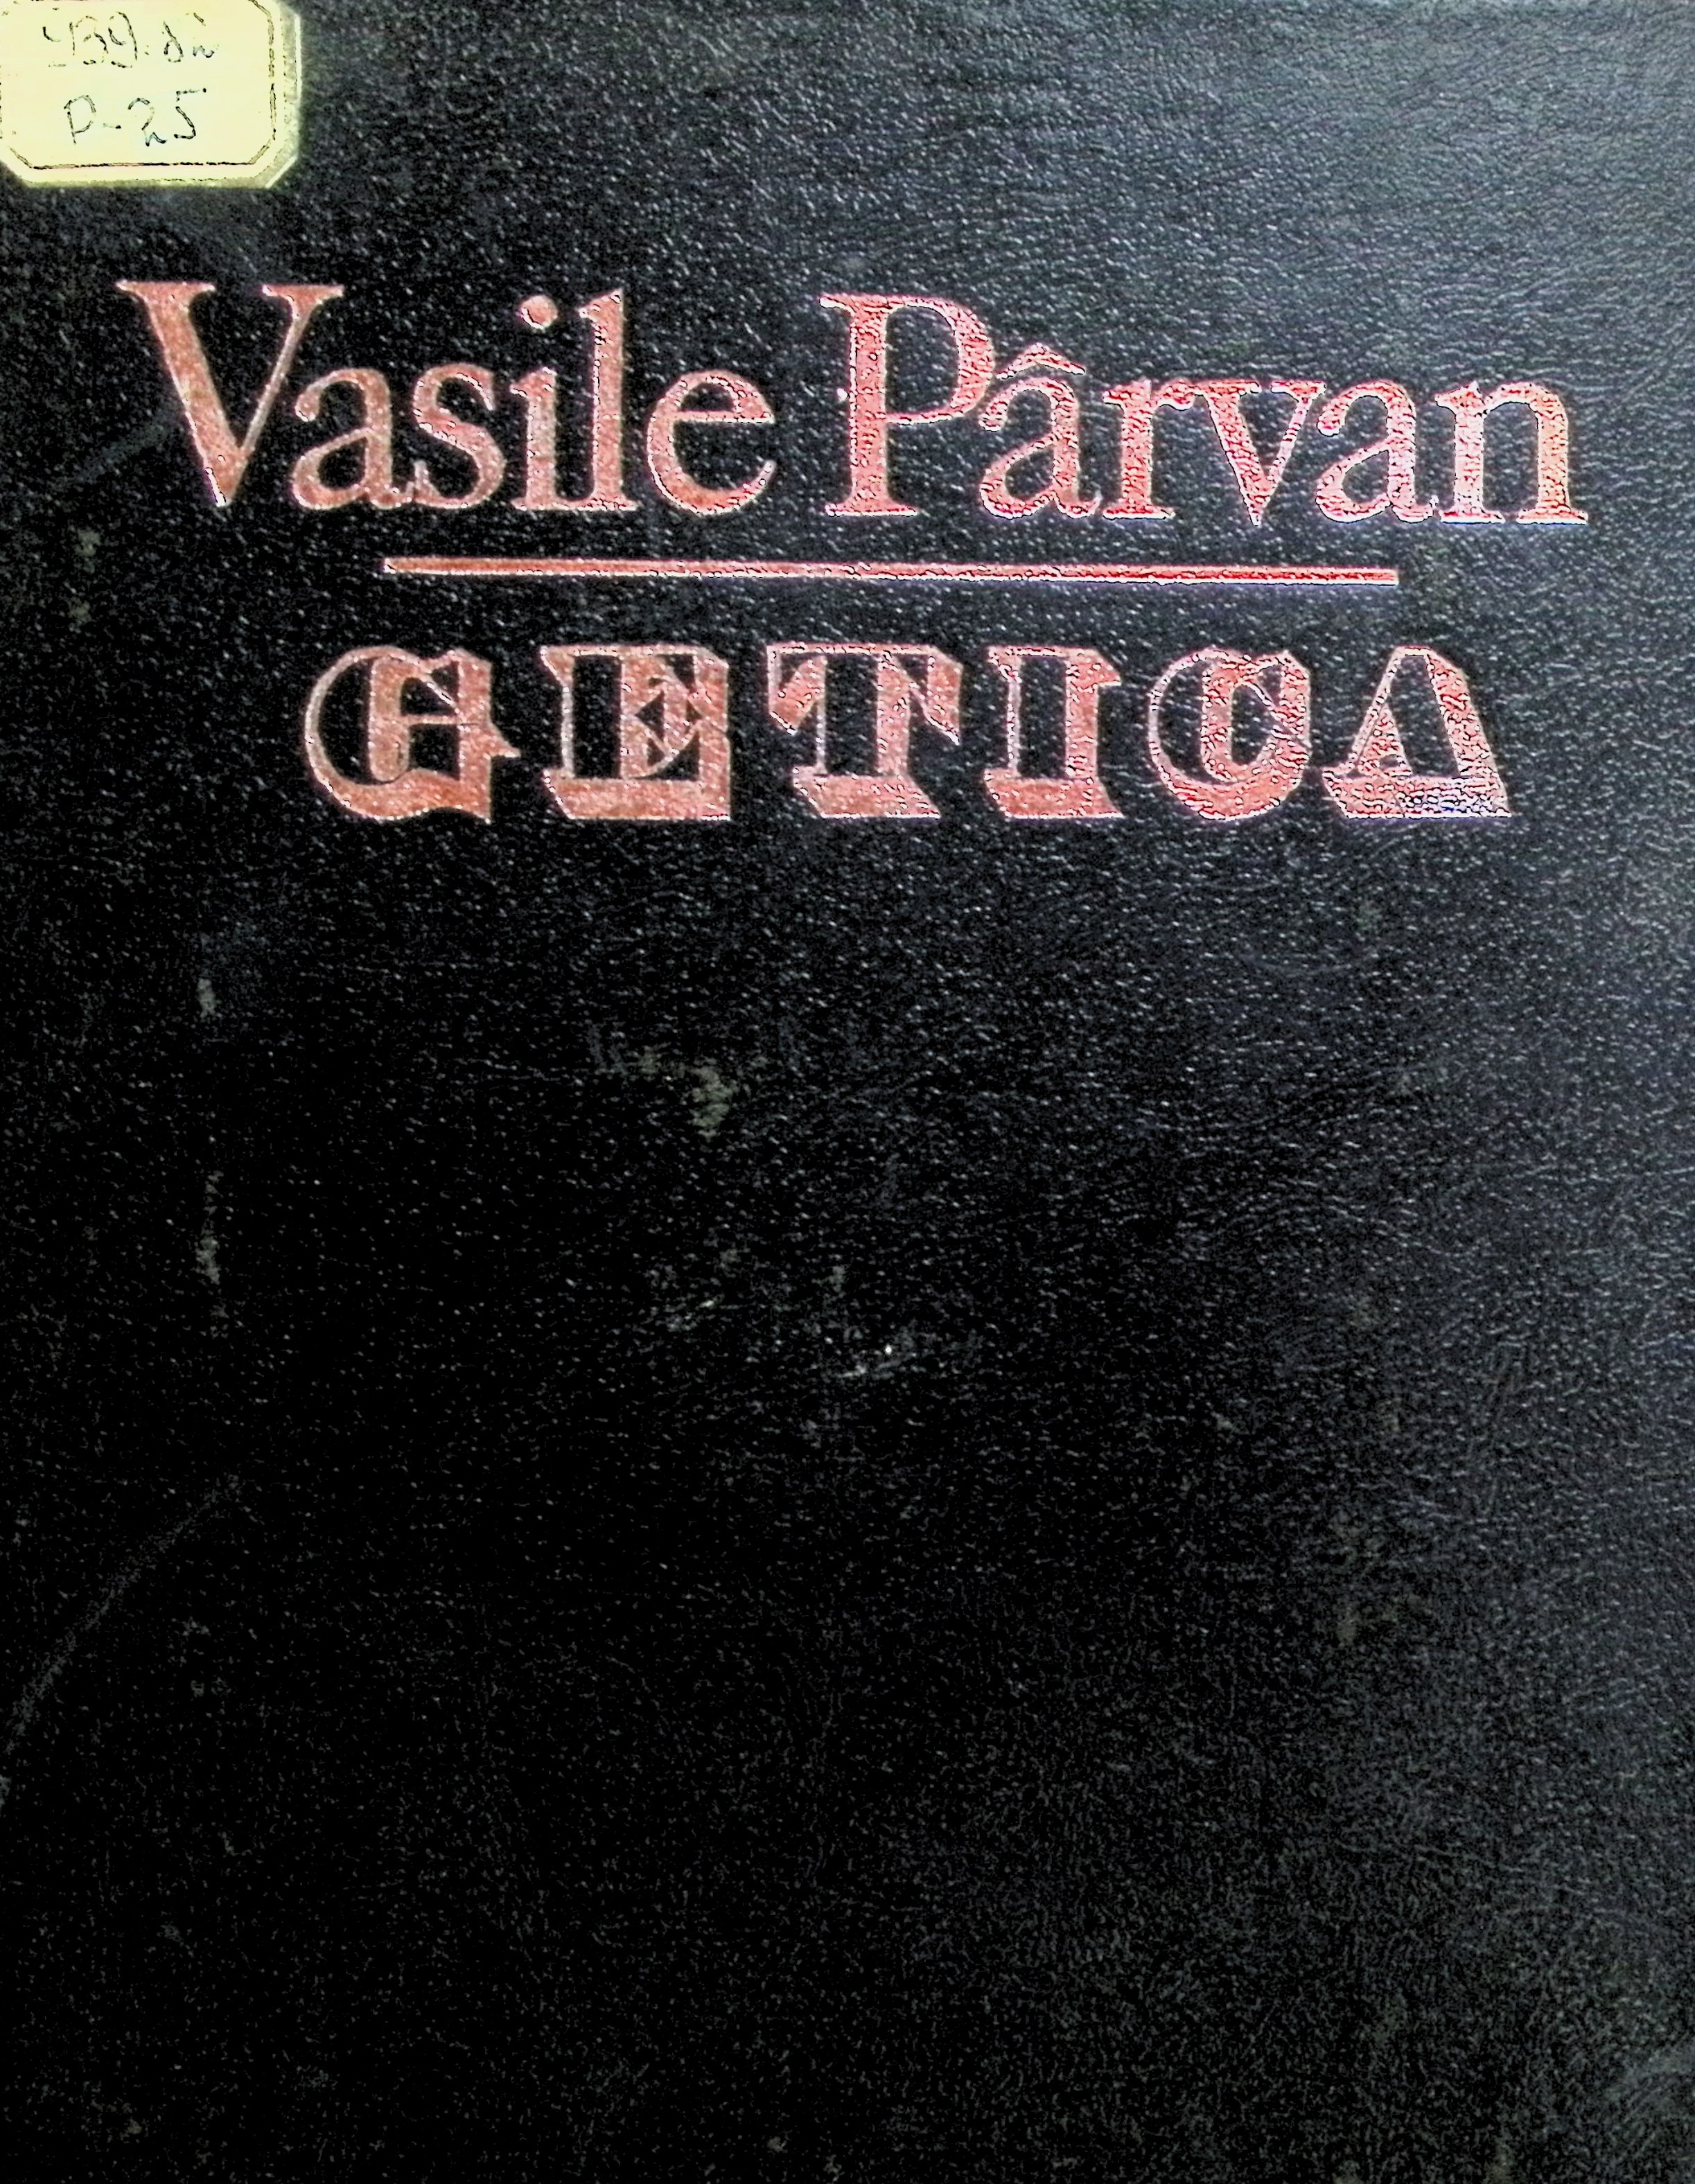 P-25
Vasile Pârvan
GETICA